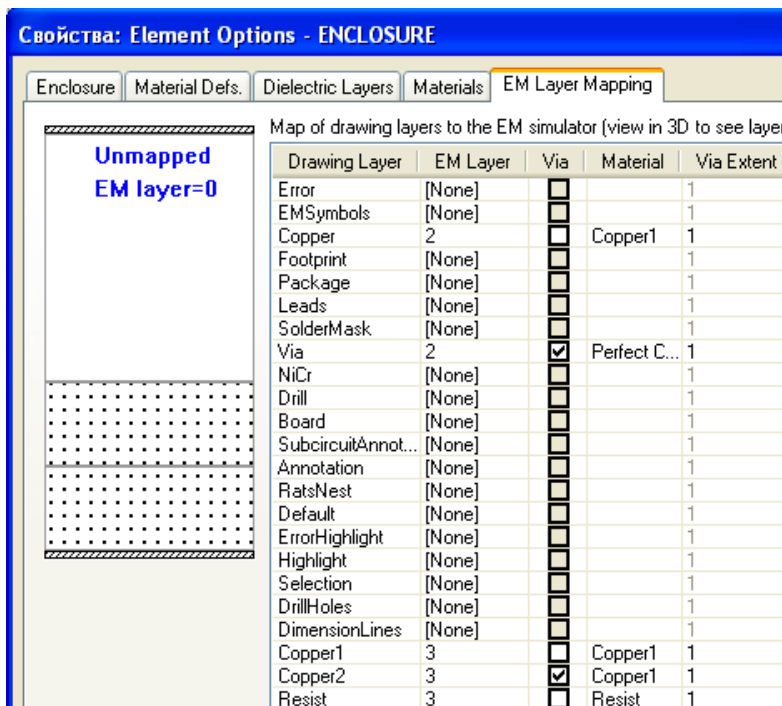 Свойства: Element Options - ENCLOSURE
Enclosure Material Defs. Dielectric Layers Materials EM Layer Mapping
Map of drawing layers to the EM simulator (view in 3D to see
Unmapped
EM layer=0
Drawing Layer EM Layer Via Material Via Extent
Error [None] 1
EMSymbols [None] 1
Copper 2 Copper1 1
Footprint [None] 1
Package [None] 1
Leads [None] 1
SolderMask [None] 1
Via 2 Perfect C... 1
NiCr [None] 1
Drill [None] 1
Board [None] 1
SubcircuitAnnot... [None] 1
Annotation [None] 1
RatsNest [None] 1
Default [None] 1
ErrorHighlight [None] 1
Highlight [None] 1
Selection [None] 1
DrillHoles [None] 1
DimensionLines [None] 1
Copper1 3 Copper1 1
Copper2 3 Copper1 1
Resist 3 Resist 1